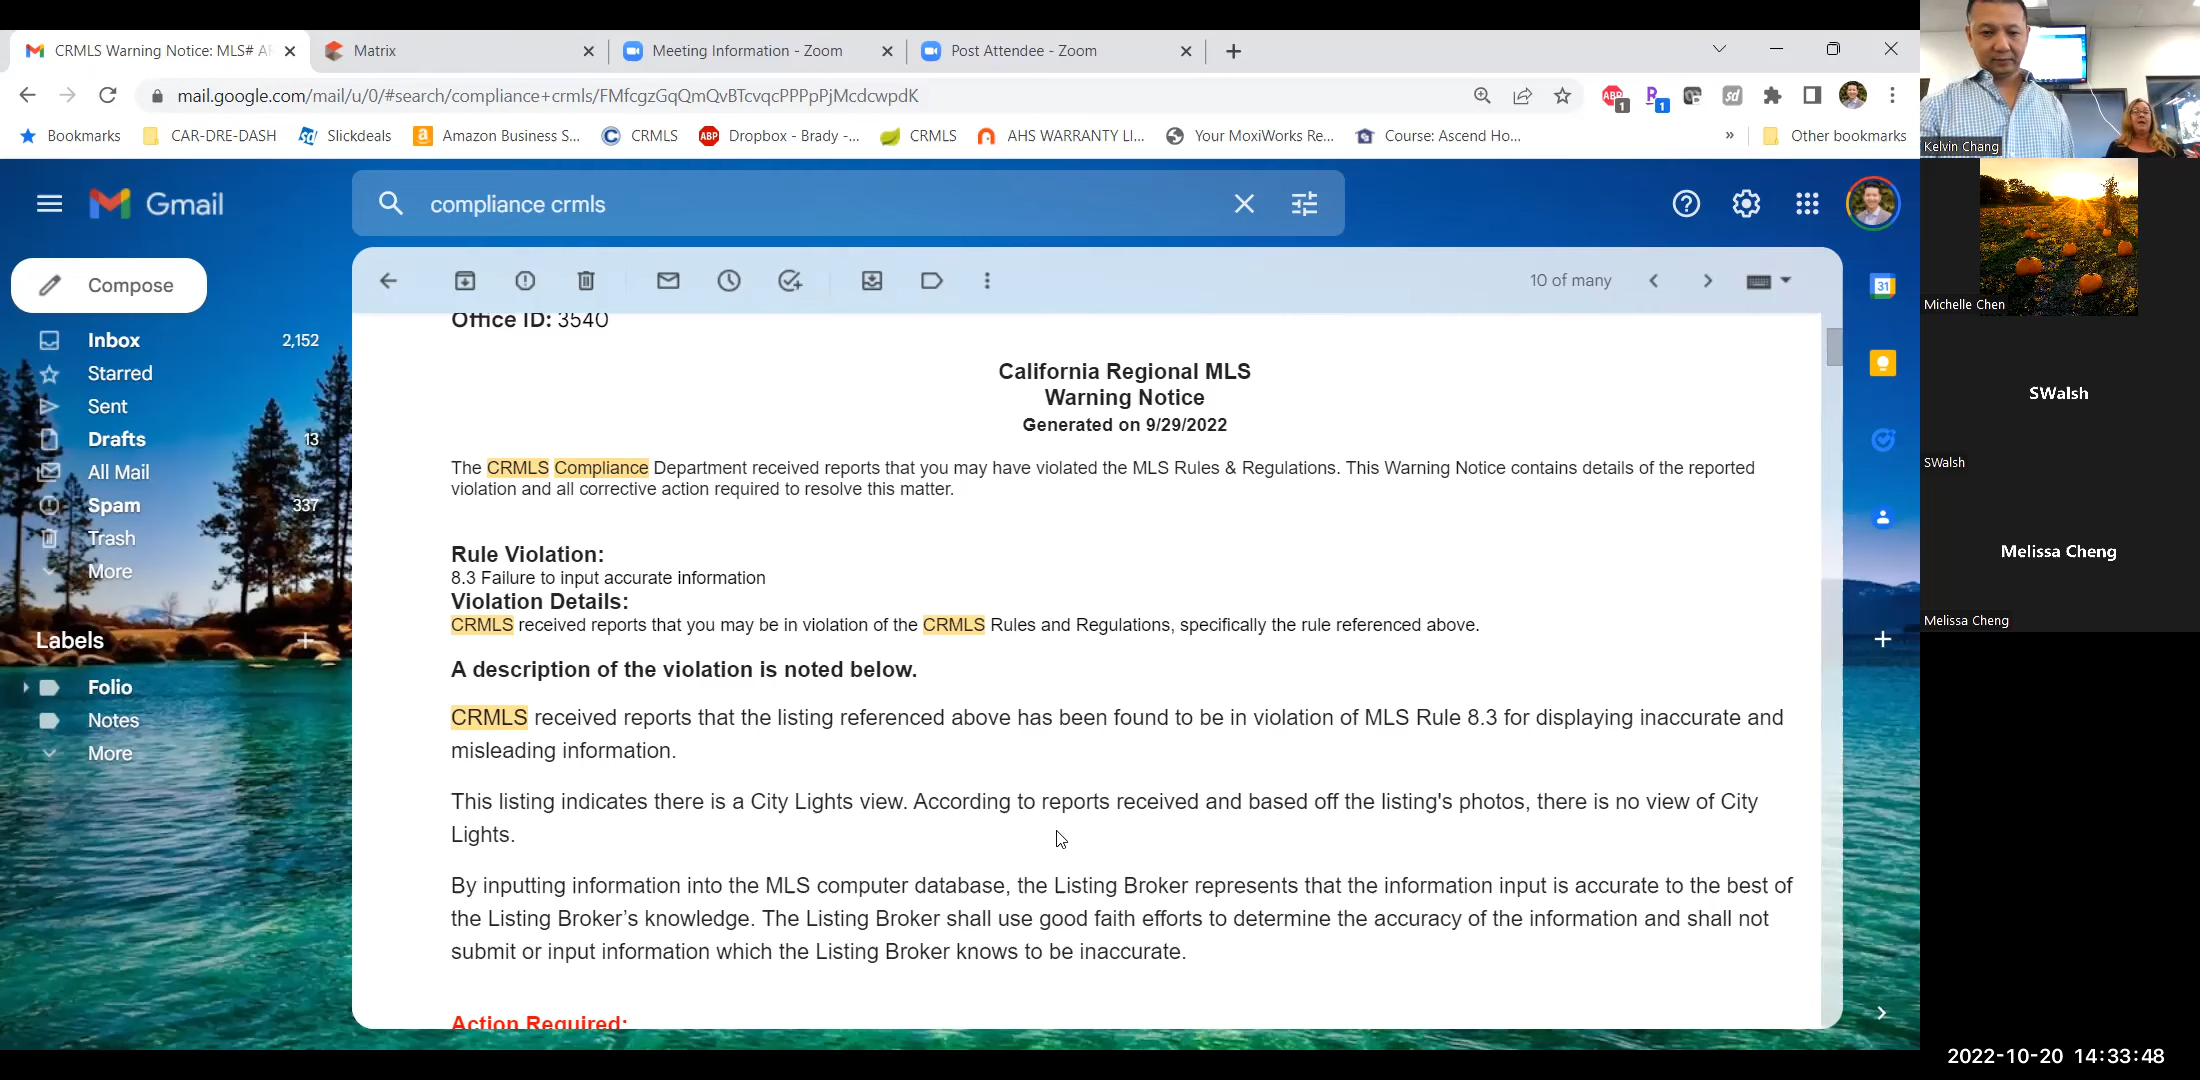 CRMLS Warning Notice: MLS# AR
Matrix
Meeting Information - Zoom
Post Attendee - Zoom
mail.google.com/mail/u/0/#search/compliance+crmls/FMfcgzGqQmQvBTcvqcPPPpPjMcdcwpdK
Bookmarks
CAR-DRE-DASH
Slickdeals
Amazon Business S...
CRMLS
Dropbox - Brady -...
CRMLS
AHS WARRANTY LI...
Your MoxiWorks Re...
Course: Ascend Ho...
»
Other bookmarks
Gmail
compliance crmls
Compose
10 of many
Inbox 2,152
Starred
Sent
Drafts 13
All Mail
Spam 337
Trash
More
Labels
Folio
Notes
More
Office ID: 3540
California Regional MLS
Warning Notice
Generated on 9/29/2022
The CRMLS Compliance Department received reports that you may have violated the MLS Rules & Regulations. This Warning Notice contains details of the reported
violation and all corrective action required to resolve this matter.
Rule Violation:
8.3 Failure to input accurate information
Violation Details:
CRMLS received reports that you may be in violation of the CRMLS Rules and Regulations, specifically the rule referenced above.
A description of the violation is noted below.
CRMLS received reports that the listing referenced above has been found to be in violation of MLS Rule 8.3 for displaying inaccurate and
misleading information.
This listing indicates there is a City Lights view. According to reports received and based off the listing's photos, there is no view of City
Lights.
By inputting information into the MLS computer database, the Listing Broker represents that the information input is accurate to the best of
the Listing Broker’s knowledge. The Listing Broker shall use good faith efforts to determine the accuracy of the information and shall not
submit or input information which the Listing Broker knows to be inaccurate.
Action Required:
31
Kelvin Chang
Michelle Chen
SWalsh
SWalsh
Melissa Cheng
Melissa Cheng
2022-10-20 14:33:48